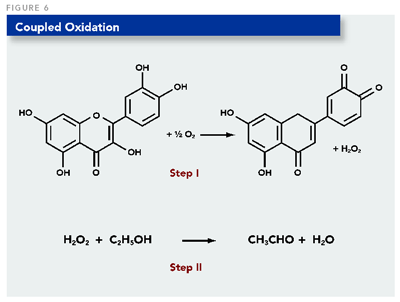 FIGURE 6
Coupled Oxidation
OH
OH
HO
O
OH
OH
O
+ ½ O₂
O
O
HO
OH
O
+ H₂O₂
Step I
H₂O₂ + C₂H₅OH
CH₃CHO + H₂O
Step II